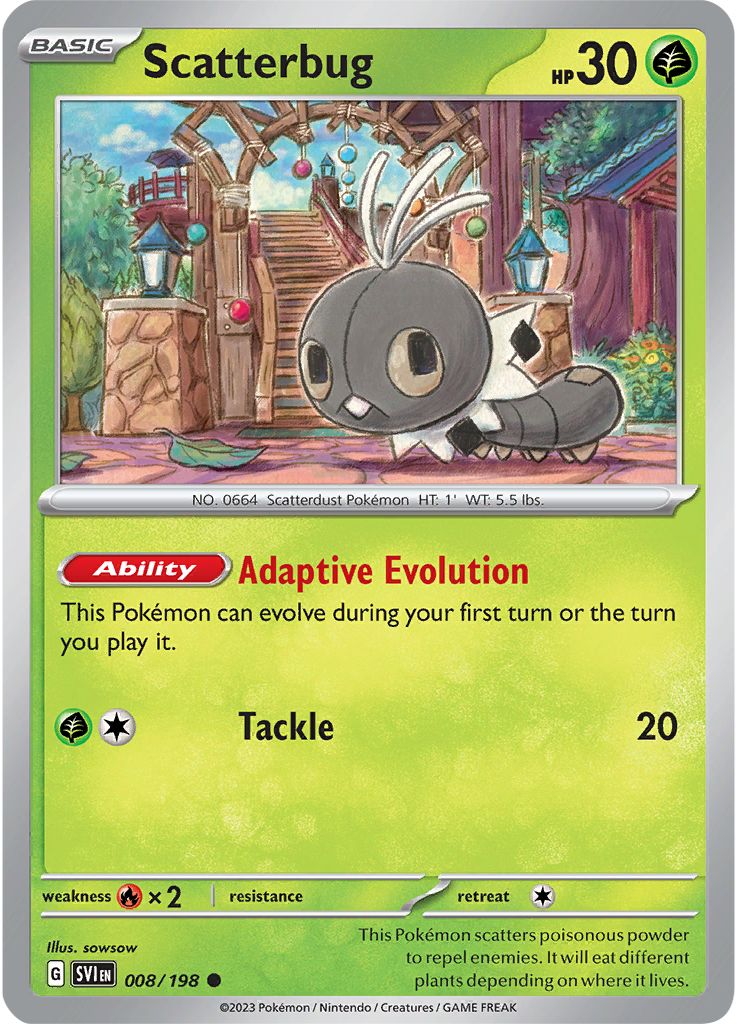 BASIC
Scatterbug
HP 30
NO. 0664 Scatterdust Pokémon HT: 1' WT: 5.5 lbs.
Ability Adaptive Evolution
This Pokémon can evolve during your first turn or the turn
you play it.
Tackle 20
weakness ×2 resistance retreat
Illus. sowsow
This Pokémon scatters poisonous powder
to repel enemies. It will eat different
plants depending on where it lives.
G SVI EN 008/198
©2023 Pokémon / Nintendo / Creatures / GAME FREAK